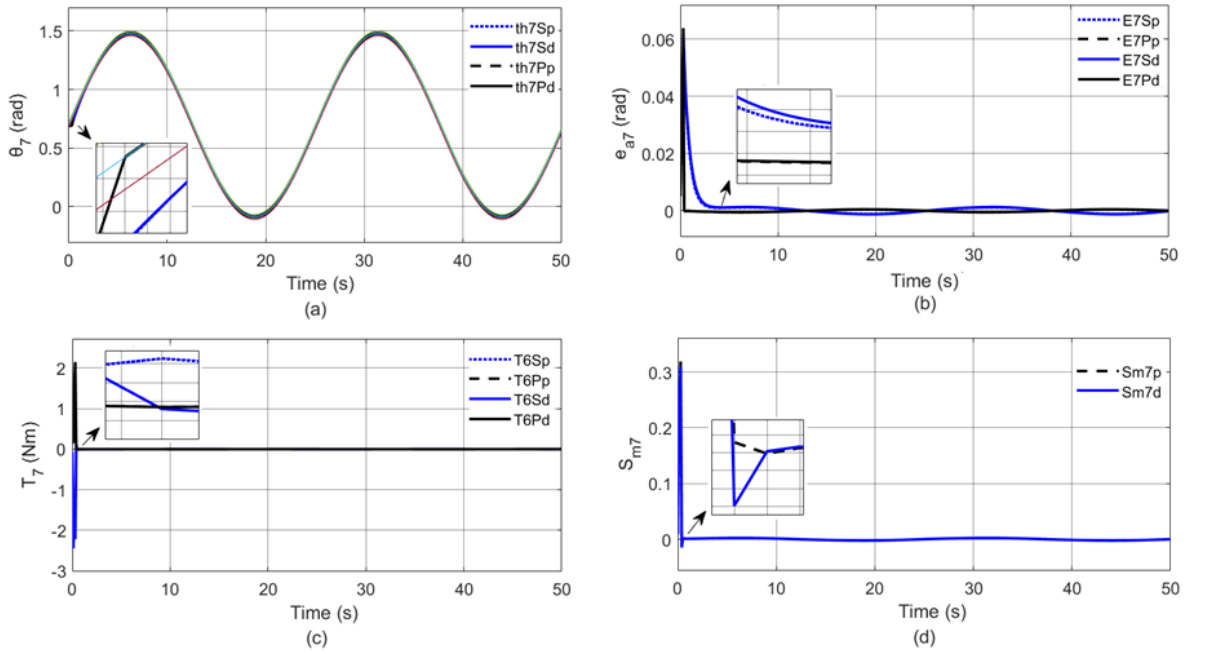 1.5
1
0.5
0
θ7 (rad)
th7Sp
th7Sd
th7Pp
th7Pd
0 10 20 30 40 50
Time (s)
(a)
0.06
0.04
0.02
0
ea7 (rad)
E7Sp
E7Pp
E7Sd
E7Pd
0 10 20 30 40 50
Time (s)
(b)
2
1
0
-1
-2
-3
T7 (Nm)
T6Sp
T6Pp
T6Sd
T6Pd
0 10 20 30 40 50
Time (s)
(c)
0.3
0.2
0.1
0
Sm7
Sm7p
Sm7d
0 10 20 30 40 50
Time (s)
(d)